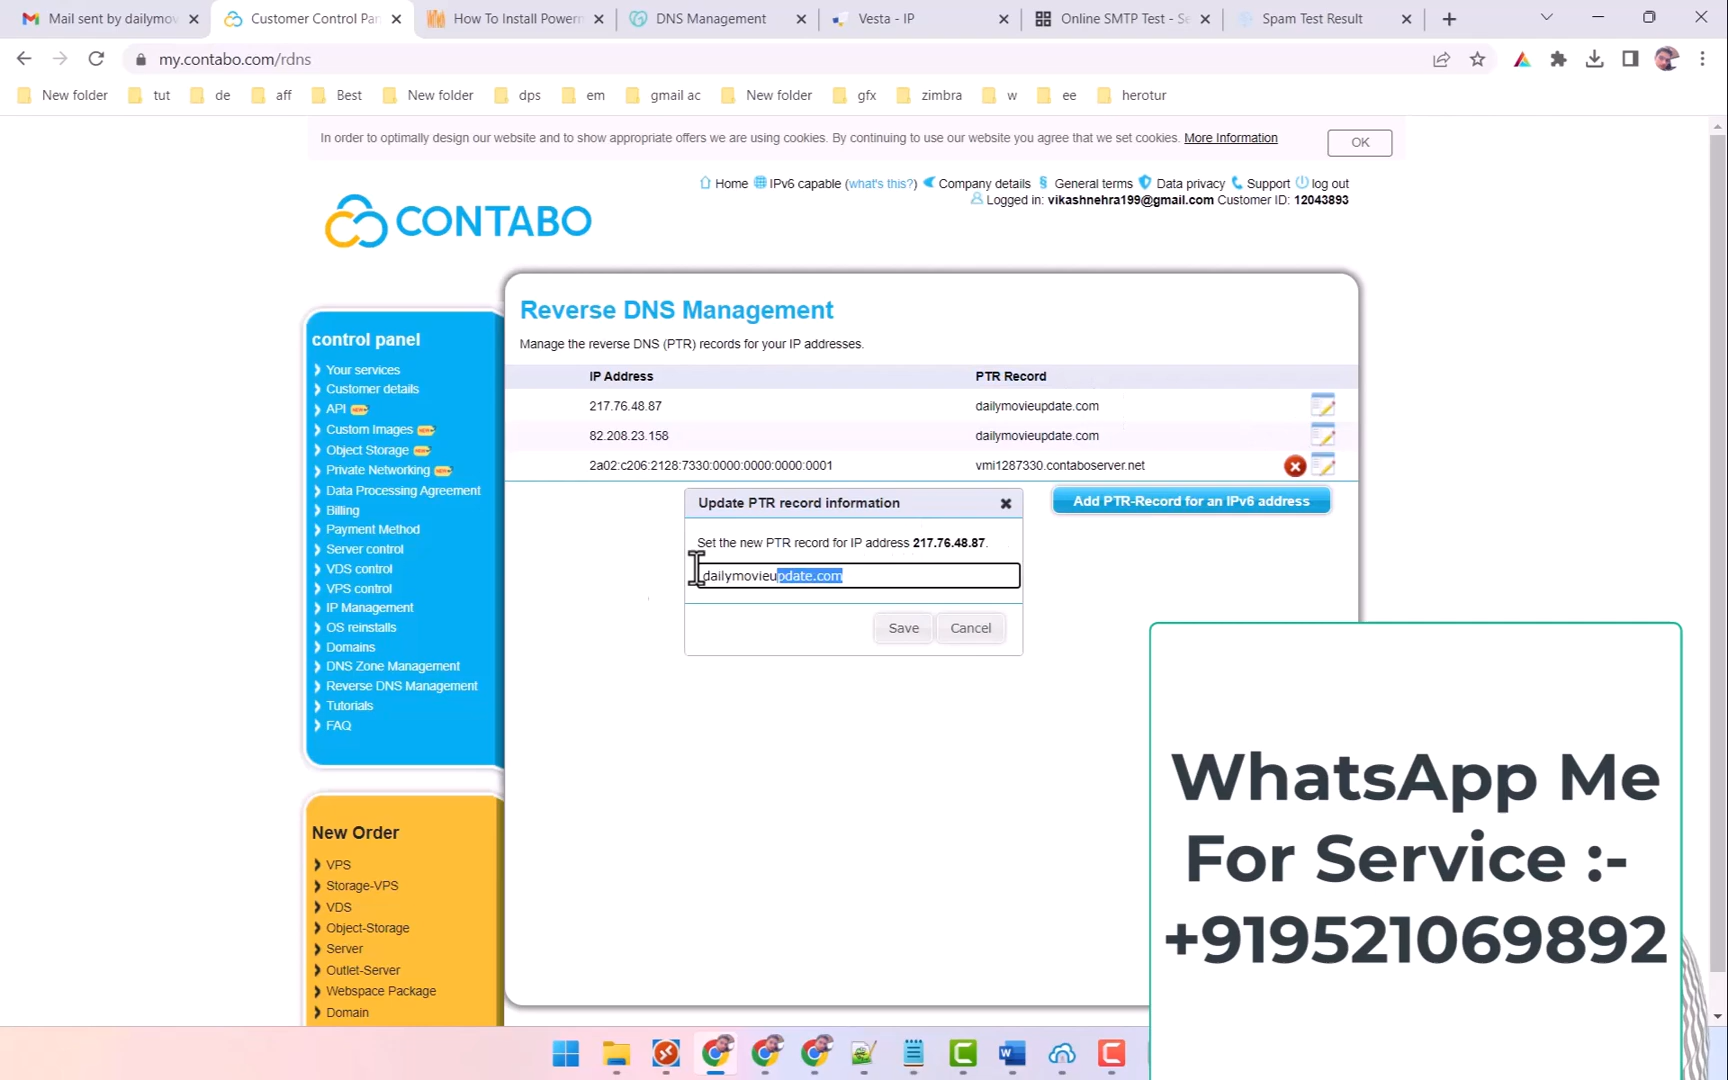 Mail sent by dailymov
Customer Control Pan
How To Install Powerm
DNS Management
Vesta - IP
Online SMTP Test - Se
Spam Test Result
my.contabo.com/rdns
New folder
tut
de
aff
Best
New folder
dps
em
gmail ac
New folder
gfx
zimbra
w
ee
herotur
In order to optimally design our website and to show appropriate offers we are using cookies. By continuing to use our website you agree that we set cookies. More Information
OK
Home IPv6 capable (what's this?) Company details § General terms Data privacy Support log out
Logged in: vikashnehra199@gmail.com Customer ID: 12043893
CONTABO
control panel
Your services
Customer details
API
Custom Images
Object Storage
Private Networking
Data Processing Agreement
Billing
Payment Method
Server control
VDS control
VPS control
IP Management
OS reinstalls
Domains
DNS Zone Management
Reverse DNS Management
Tutorials
FAQ
New Order
VPS
Storage-VPS
VDS
Object-Storage
Server
Outlet-Server
Webspace Package
Domain
Reverse DNS Management
Manage the reverse DNS (PTR) records for your IP addresses.
IP Address PTR Record
217.76.48.87 dailymovieupdate.com
82.208.23.158 dailymovieupdate.com
2a02:c206:2128:7330:0000:0000:0000:0001 vmi1287330.contaboserver.net
Add PTR-Record for an IPv6 address
Update PTR record information
Set the new PTR record for IP address 217.76.48.87.
dailymovieupdate.com
Save
Cancel
WhatsApp Me
For Service :-
+919521069892